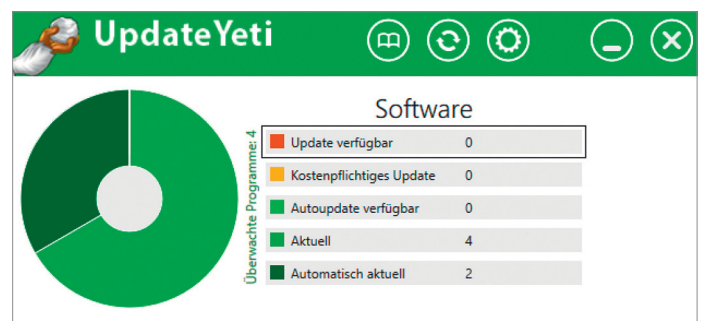 UpdateYeti
Software
Überwachte Programme: 4
Update verfügbar 0
Kostenpflichtiges Update 0
Autoupdate verfügbar 0
Aktuell 4
Automatisch aktuell 2